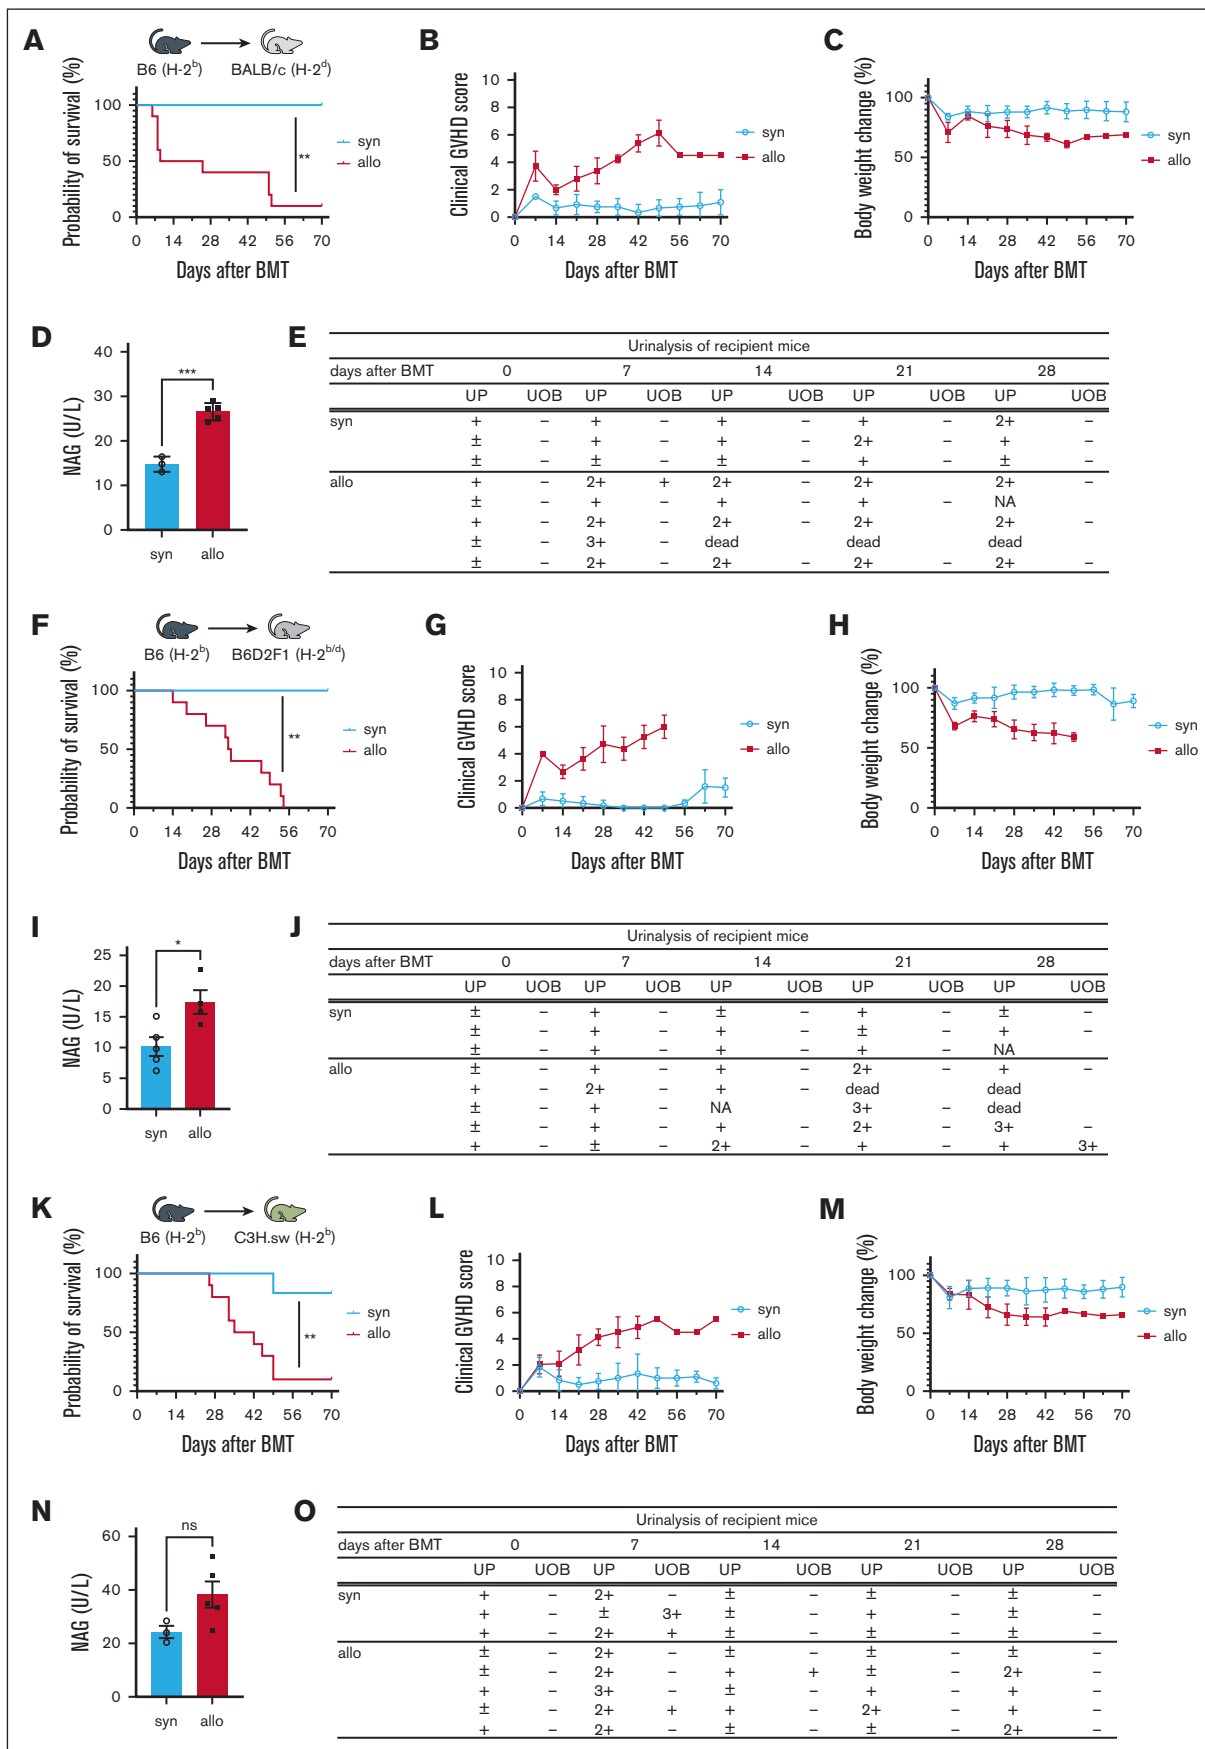 A
B6 (H-2b)
BALB/c (H-2d)
Probability of survival (%)
100
50
0
0 14 28 42 56 70
Days after BMT
syn
allo
**
B
Clinical GVHD score
10
8
6
4
2
0
0 14 28 42 56 70
Days after BMT
syn
allo
C
Body weight change (%)
100
50
0
0 14 28 42 56 70
Days after BMT
syn
allo
D
NAG (U/L)
40
30
20
10
0
***
syn allo
E
Urinalysis of recipient mice
days after BMT 0 7 14 21 28
UP UOB UP UOB UP UOB UP UOB UP UOB
syn + – + – + – + – 2+ –
± – + – + – 2+ – + –
± – ± – ± – + – ± –
allo + – 2+ + 2+ – 2+ – 2+ –
± – + – + – + – NA
+ – 2+ – 2+ – 2+ – 2+ –
± – 3+ – dead dead dead
± – 2+ – 2+ – 2+ – 2+ –
F
B6 (H-2b)
B6D2F1 (H-2b/d)
Probability of survival (%)
100
50
0
0 14 28 42 56 70
Days after BMT
syn
allo
**
G
Clinical GVHD score
10
8
6
4
2
0
0 14 28 42 56 70
Days after BMT
syn
allo
H
Body weight change (%)
100
50
0
0 14 28 42 56 70
Days after BMT
syn
allo
I
NAG (U/L)
25
20
15
10
5
0
*
syn allo
J
Urinalysis of recipient mice
days after BMT 0 7 14 21 28
UP UOB UP UOB UP UOB UP UOB UP UOB
syn ± – + – ± – + – ± –
± – + – + – ± – + –
± – + – + – + – NA
allo ± – + – + – 2+ – + –
+ – 2+ – + – dead dead
± – + – NA 3+ – dead
± – + – + – 2+ – 3+ –
+ – ± – 2+ – + – + 3+
K
B6 (H-2b)
C3H.sw (H-2b)
Probability of survival (%)
100
50
0
0 14 28 42 56 70
Days after BMT
syn
allo
**
L
Clinical GVHD score
10
8
6
4
2
0
0 14 28 42 56 70
Days after BMT
syn
allo
M
Body weight change (%)
100
50
0
0 14 28 42 56 70
Days after BMT
syn
allo
N
NAG (U/L)
60
40
20
0
ns
syn allo
O
Urinalysis of recipient mice
days after BMT 0 7 14 21 28
UP UOB UP UOB UP UOB UP UOB UP UOB
syn + – 2+ – ± – ± – ± –
+ – ± 3+ ± – + – ± –
+ – 2+ + ± – ± – ± –
allo ± – 2+ – ± – ± – ± –
± – 2+ – + + ± – 2+ –
+ – 3+ – ± – + – + –
± – 2+ + + – 2+ – + –
+ – 2+ – ± – ± – 2+ –